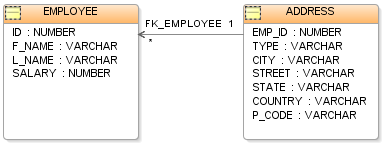 EMPLOYEE
ID : NUMBER
F_NAME : VARCHAR
L_NAME : VARCHAR
SALARY : NUMBER
FK_EMPLOYEE 1
*
ADDRESS
EMP_ID : NUMBER
TYPE : VARCHAR
CITY : VARCHAR
STREET : VARCHAR
STATE : VARCHAR
COUNTRY : VARCHAR
P_CODE : VARCHAR